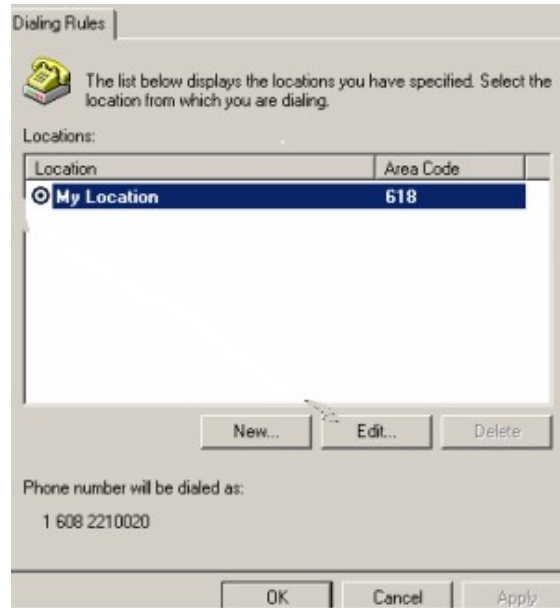 Dialing Rules
The list below displays the locations you have specified. Select the
location from which you are dialing.
Locations:
Location Area Code
My Location 618
New... Edit... Delete
Phone number will be dialed as:
1 608 2210020
OK Cancel Apply